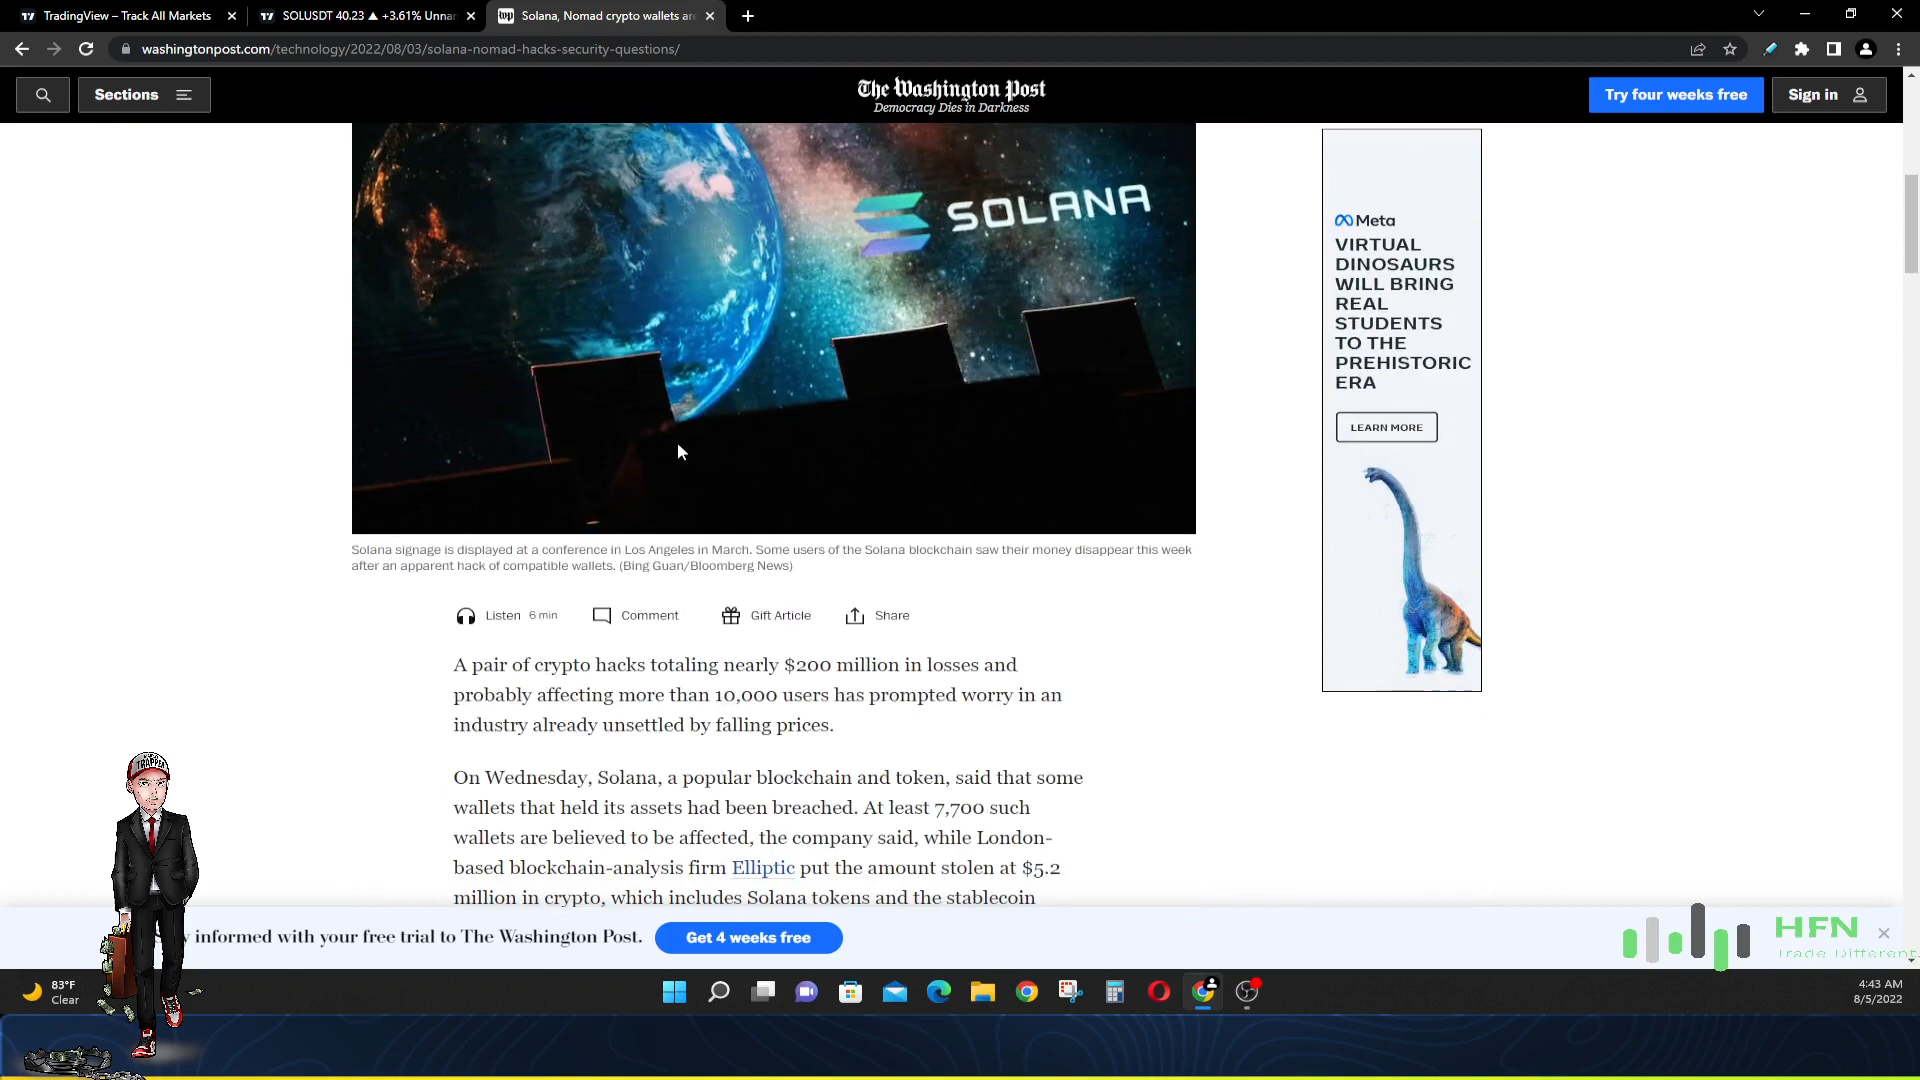 TradingView – Track All Markets
SOLUSDT 40.23 ▲ +3.61% Unna
Solana, Nomad crypto wallets are
washingtonpost.com/technology/2022/08/03/solana-nomad-hacks-security-questions/
Sections
The Washington Post
Democracy Dies in Darkness
Try four weeks free
Sign in
SOLANA
Meta
VIRTUAL
DINOSAURS
WILL BRING
REAL
STUDENTS
TO THE
PREHISTORIC
ERA
LEARN MORE
Solana signage is displayed at a conference in Los Angeles in March. Some users of the Solana blockchain saw their money disappear this week
after an apparent hack of compatible wallets. (Bing Guan/Bloomberg News)
Listen 6 min
Comment
Gift Article
Share
A pair of crypto hacks totaling nearly $200 million in losses and
probably affecting more than 10,000 users has prompted worry in an
industry already unsettled by falling prices.
On Wednesday, Solana, a popular blockchain and token, said that some
wallets that held its assets had been breached. At least 7,700 such
wallets are believed to be affected, the company said, while London-
based blockchain-analysis firm Elliptic put the amount stolen at $5.2
million in crypto, which includes Solana tokens and the stablecoin
TRAPPER
y informed with your free trial to The Washington Post.
Get 4 weeks free
HFN
Trade Different
83°F
Clear
4:43 AM
8/5/2022